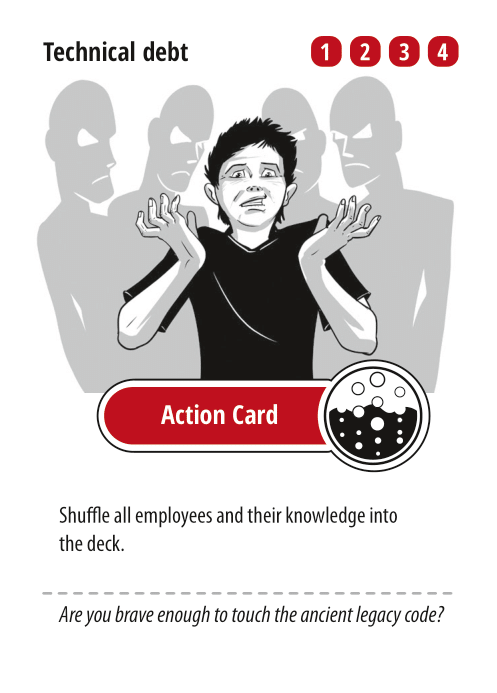 Technical debt 1 2 3 4
Action Card
Shuffle all employees and their knowledge into
the deck.
Are you brave enough to touch the ancient legacy code?